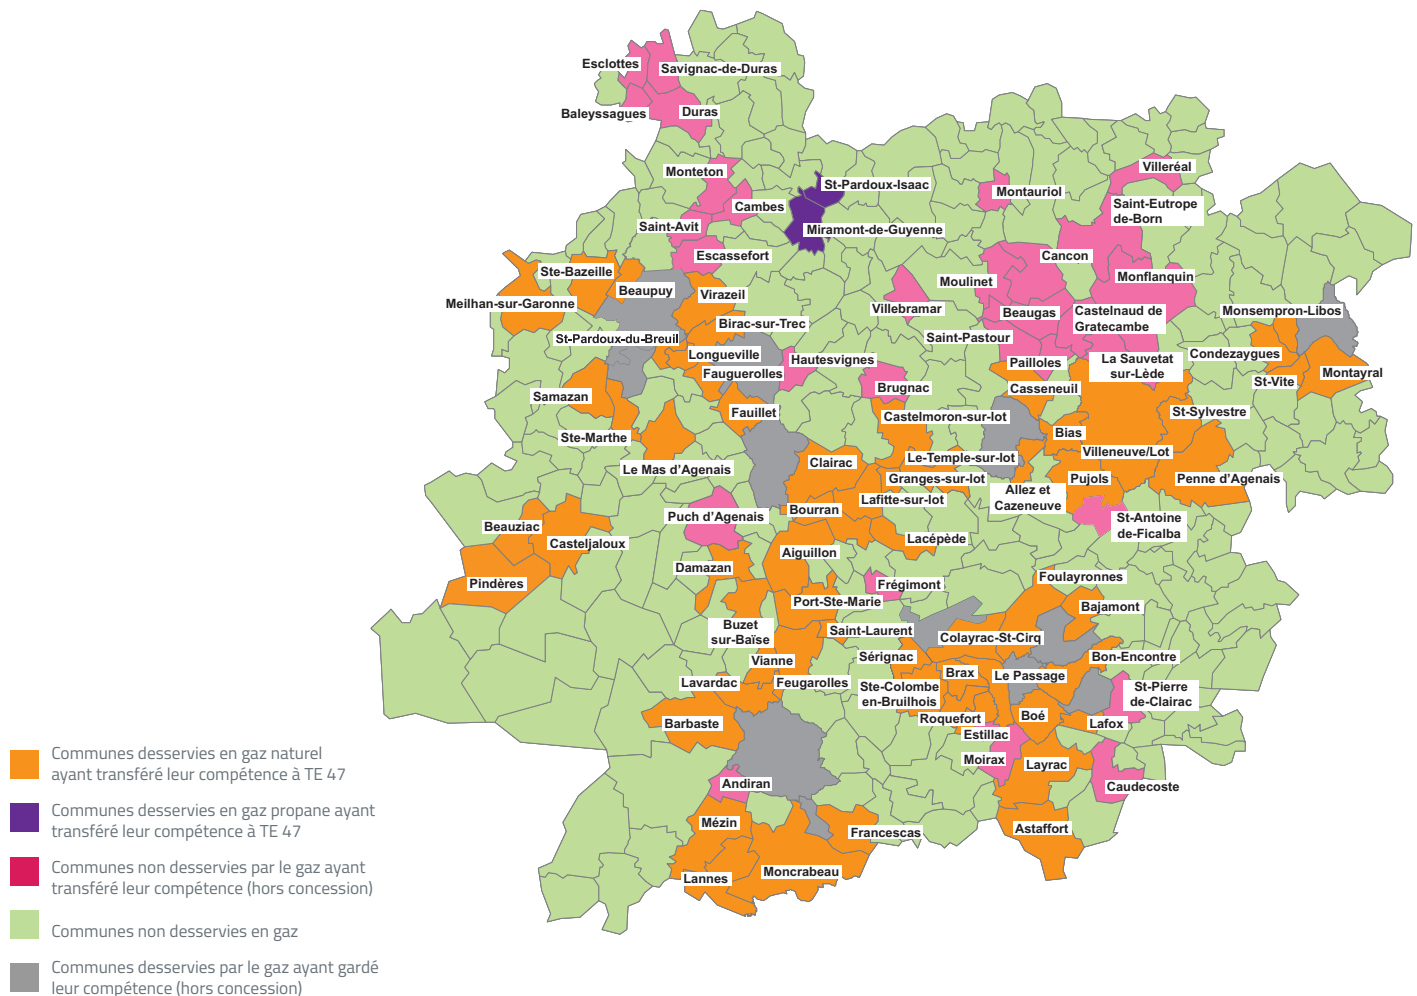 Esclottes
Savignac-de-Duras
Baleyssagues
Duras
Monteton
St-Pardoux-Isaac
Villeréal
Montauriol
Cambes
Saint-Eutrope
de-Born
Saint-Avit
Miramont-de-Guyenne
Escassefort
Cancon
Ste-Bazeille
Moulinet
Monflanquin
Beaupuy
Virazeil
Meilhan-sur-Garonne
Villebramar
Beaugas
Castelnaud de
Gratecambe
Monsempron-Libos
Birac-sur-Trec
St-Pardoux-du-Breuil
Saint-Pastour
Longueville
Hautesvignes
Condezaygues
Pailloles
La Sauvetat
sur-Lède
Fauguerolles
Montayral
Brugnac
Casseneuil
St-Vite
Samazan
Fauillet
Castelmoron-sur-lot
St-Sylvestre
Ste-Marthe
Bias
Villeneuve/Lot
Le-Temple-sur-lot
Clairac
Le Mas d’Agenais
Granges-sur-lot
Pujols
Penne d’Agenais
Allez et
Cazeneuve
Lafitte-sur-lot
Bourran
Puch d’Agenais
St-Antoine
de-Ficalba
Beauziac
Casteljaloux
Lacépède
Aiguillon
Damazan
Foulayronnes
Pindères
Frégimont
Port-Ste-Marie
Bajamont
Buzet
sur-Baïse
Saint-Laurent
Colayrac-St-Cirq
Sérignac
Bon-Encontre
Vianne
Brax
Le Passage
Lavardac
Feugarolles
Ste-Colombe
en-Bruilhois
St-Pierre
de-Clairac
Barbaste
Roquefort
Boé
Lafox
Estillac
Moirax
Layrac
Andiran
Caudecoste
Mézin
Francescas
Astaffort
Lannes
Moncrabeau
Communes desservies en gaz naturel
ayant transféré leur compétence à TE 47
Communes desservies en gaz propane ayant
transféré leur compétence à TE 47
Communes non desservies par le gaz ayant
transféré leur compétence (hors concession)
Communes non desservies en gaz
Communes desservies par le gaz ayant gardé
leur compétence (hors concession)